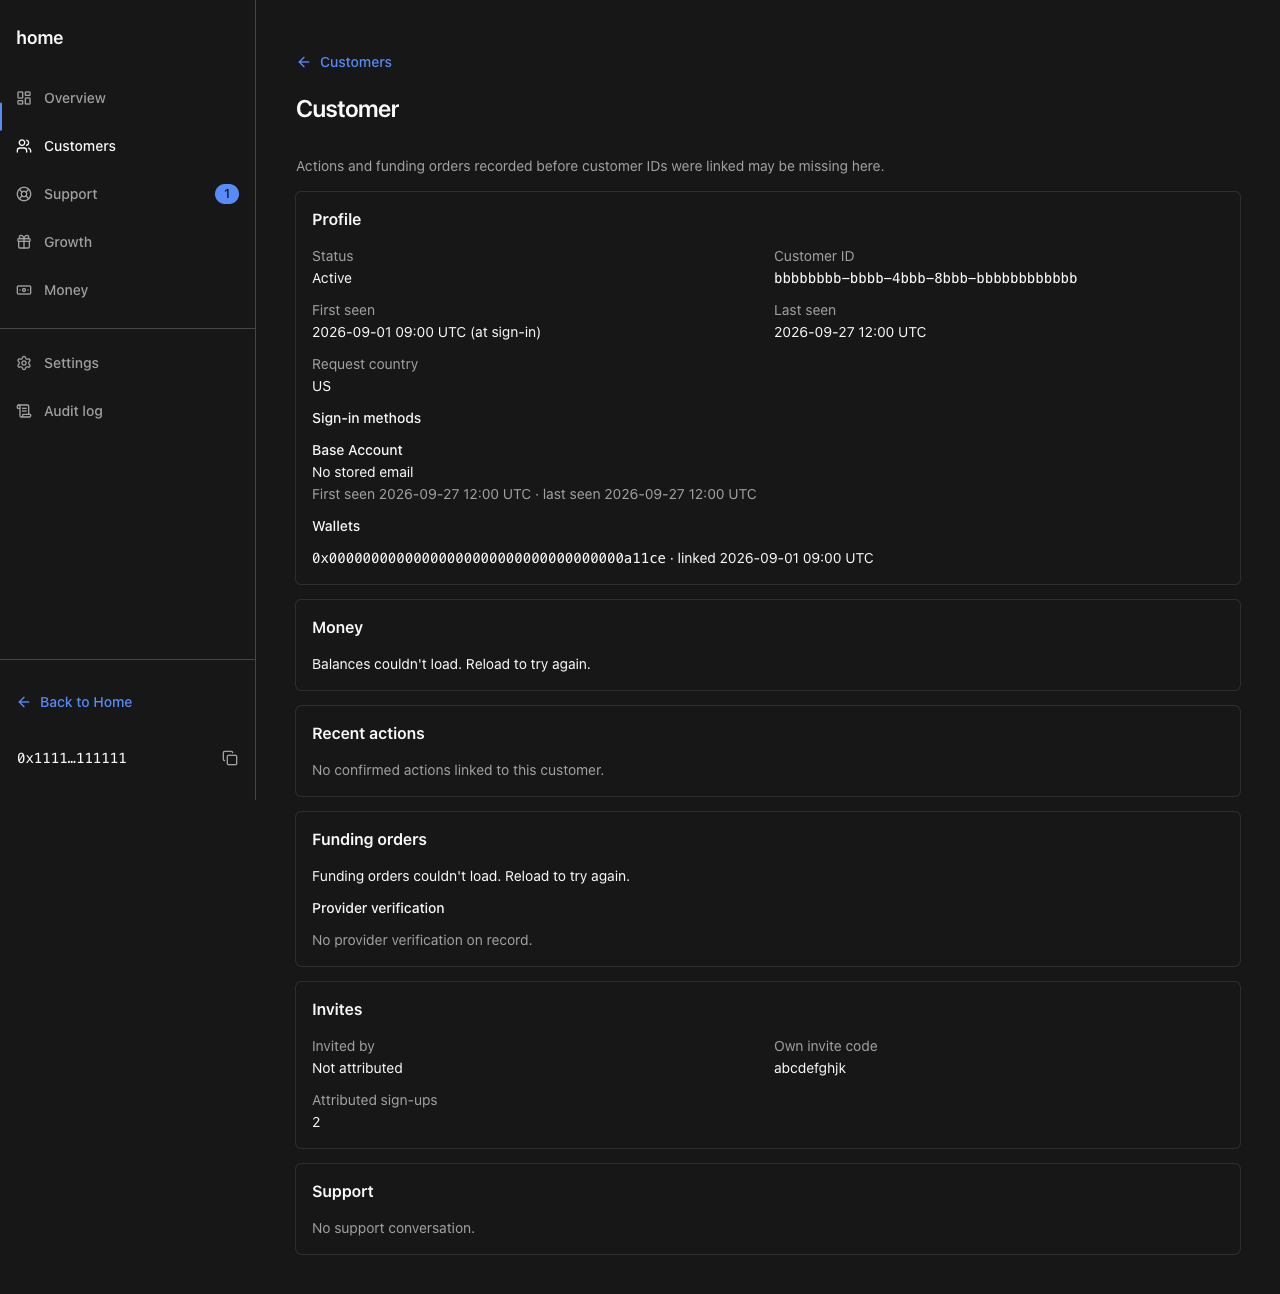 home
Overview
Customers
Support
1
Growth
Money
Settings
Audit log
Back to Home
0x1111…111111
Customers
Customer
Actions and funding orders recorded before customer IDs were linked may be missing here.
Profile
Status
Active
Customer ID
bbbbbbbb-bbbb-4bbb-8bbb-bbbbbbbbbbbb
First seen
2026-09-01 09:00 UTC (at sign-in)
Last seen
2026-09-27 12:00 UTC
Request country
US
Sign-in methods
Base Account
No stored email
First seen 2026-09-27 12:00 UTC · last seen 2026-09-27 12:00 UTC
Wallets
0x00000000000000000000000000000000000a11ce · linked 2026-09-01 09:00 UTC
Money
Balances couldn't load. Reload to try again.
Recent actions
No confirmed actions linked to this customer.
Funding orders
Funding orders couldn't load. Reload to try again.
Provider verification
No provider verification on record.
Invites
Invited by
Not attributed
Own invite code
abcdefghjk
Attributed sign-ups
2
Support
No support conversation.